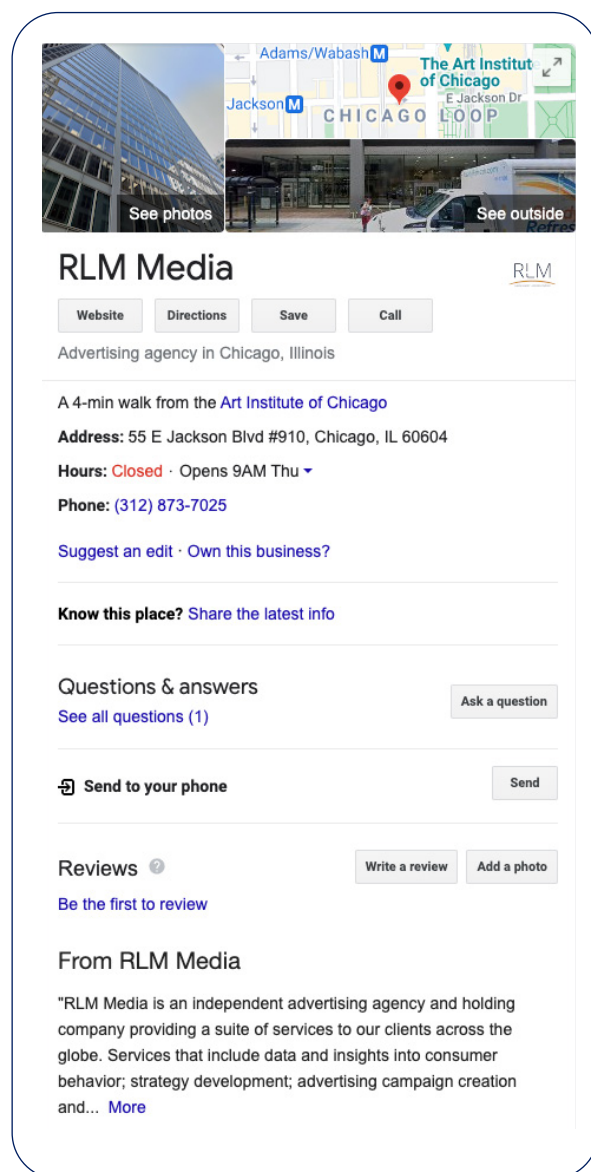 Adams/Wabash M
The Art Institute
of Chicago
Jackson M
E Jackson Dr
CHICAGO LOOP
See photos
See outside
Refresh
RLM Media
RLM
Website
Directions
Save
Call
Advertising agency in Chicago, Illinois
A 4-min walk from the Art Institute of Chicago
Address: 55 E Jackson Blvd #910, Chicago, IL 60604
Hours: Closed · Opens 9AM Thu
Phone: (312) 873-7025
Suggest an edit · Own this business?
Know this place? Share the latest info
Questions & answers
Ask a question
See all questions (1)
Send to your phone
Send
Reviews ?
Write a review
Add a photo
Be the first to review
From RLM Media
"RLM Media is an independent advertising agency and holding
company providing a suite of services to our clients across the
globe. Services that include data and insights into consumer
behavior; strategy development; advertising campaign creation
and... More